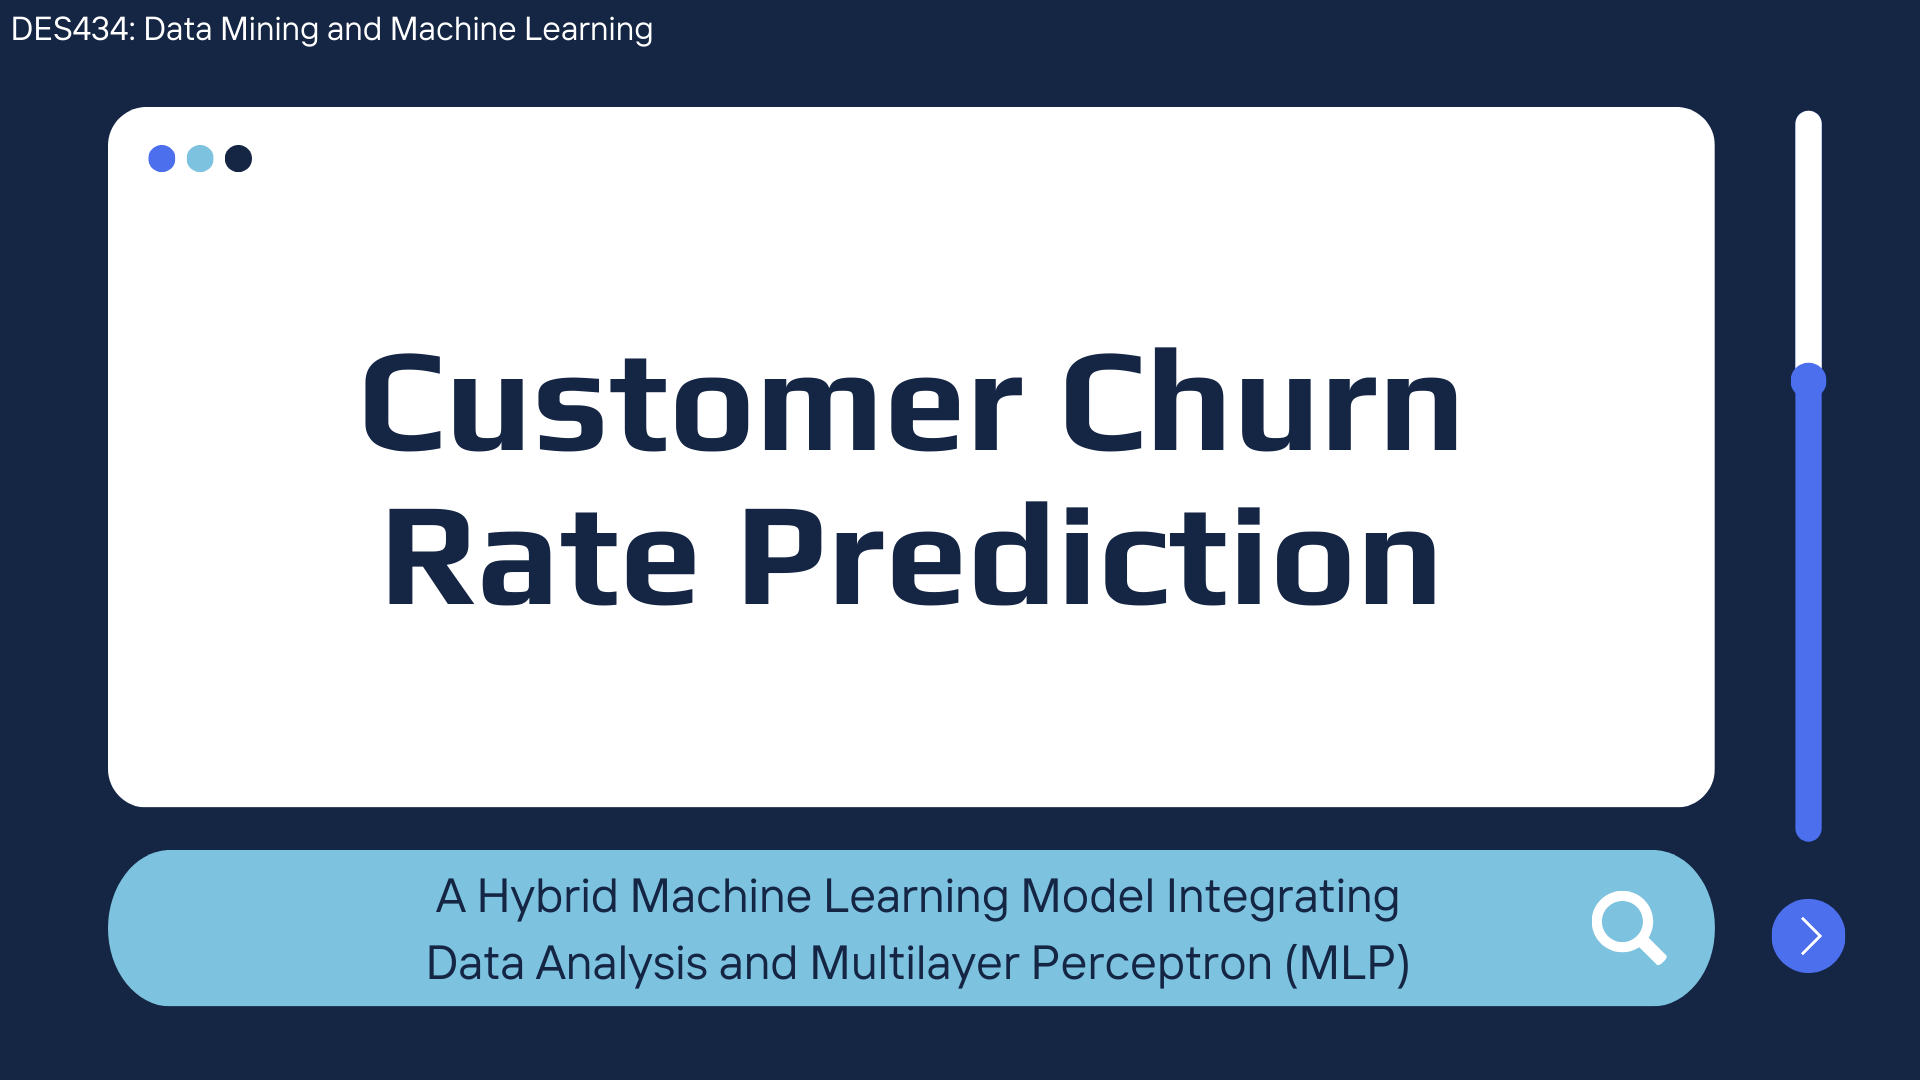 DES434: Data Mining and Machine Learning
Customer Churn
Rate Prediction
A Hybrid Machine Learning Model Integrating
Data Analysis and Multilayer Perceptron (MLP)